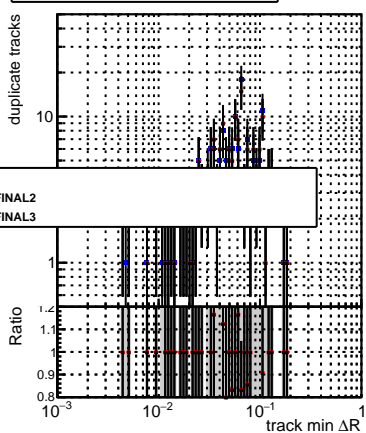 duplicate tracks
10
FINAL2
FINAL3
1
Ratio
1.2
1.1
1
0.9
0.8
10⁻³ 10⁻² 10⁻¹ 1
track min ΔR